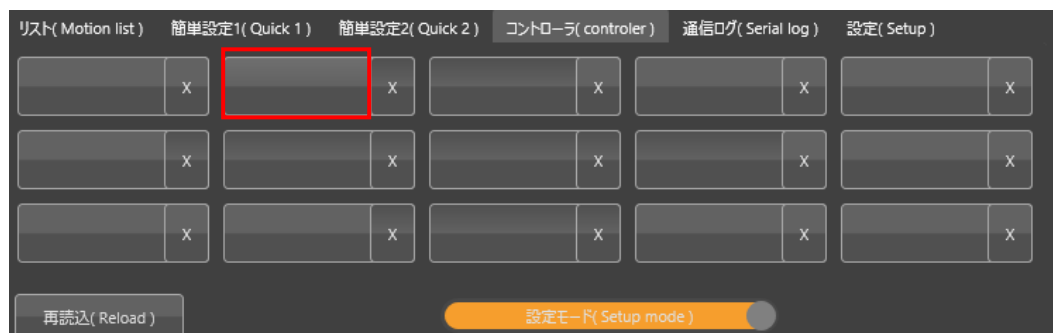 リスト( Motion list )　簡単設定1( Quick 1 )　簡単設定2( Quick 2 )　コントローラ( controler )　通信ログ( Serial log )　設定( Setup )
X X X X X
X X X X X
X X X X X
再読込( Reload )　設定モード( Setup mode )